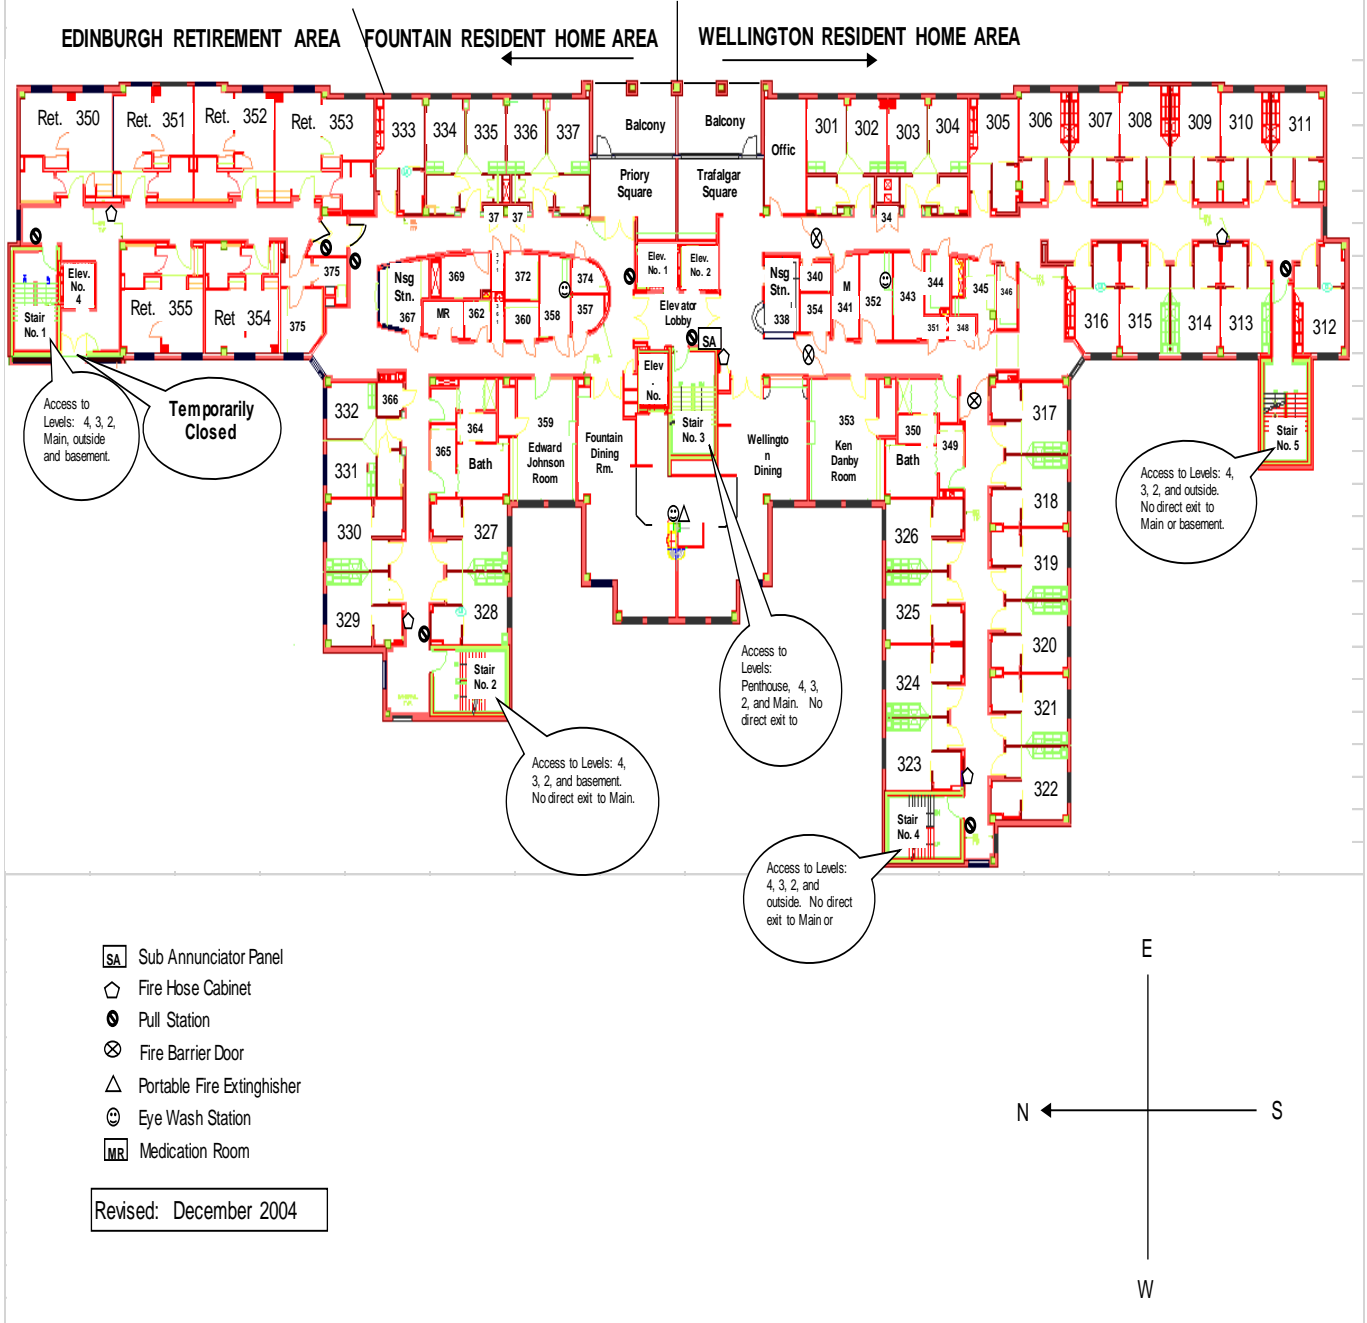 EDINBURGH RETIREMENT AREA
FOUNTAIN RESIDENT HOME AREA
WELLINGTON RESIDENT HOME AREA
Ret. 350
Ret. 351
Ret. 352
Ret. 353
333
334
335
336
337
Balcony
Balcony
Offic
301
302
303
304
305
306
307
308
309
310
311
Priory
Square
Trafalgar
Square
37
37
34
Elev.
No.
4
Stair
No. 1
Ret. 355
Ret 354
375
375
Nsg
Stn.
367
369
MR
362
372
360
358
374
357
Elev.
No. 1
Elev.
No. 2
Elevator
Lobby
SA
Nsg
Stn.
338
340
354
M
341
352
343
344
351
348
345
346
316
315
314
313
312
Access to
Levels: 4, 3, 2,
Main, outside
and basement.
Temporarily
Closed
332
366
331
365
364
Bath
359
Edward
Johnson
Room
Fountain
Dining
Rm.
Elev
.
No.
Stair
No. 3
Wellingto
n
Dining
353
Ken
Danby
Room
350
349
Bath
317
318
Stair
No. 5
Access to Levels: 4,
3, 2, and outside.
No direct exit to
Main or basement.
330
327
329
328
Stair
No. 2
326
325
324
323
319
320
321
322
Stair
No. 4
Access to
Levels:
Penthouse, 4, 3,
2, and Main. No
direct exit to
Access to Levels: 4,
3, 2, and basement.
No direct exit to Main.
Access to Levels:
4, 3, 2, and
outside. No direct
exit to Main or
SA Sub Annunciator Panel
Fire Hose Cabinet
Pull Station
Fire Barrier Door
Portable Fire Extinghisher
Eye Wash Station
MR Medication Room
Revised: December 2004
E
N
S
W